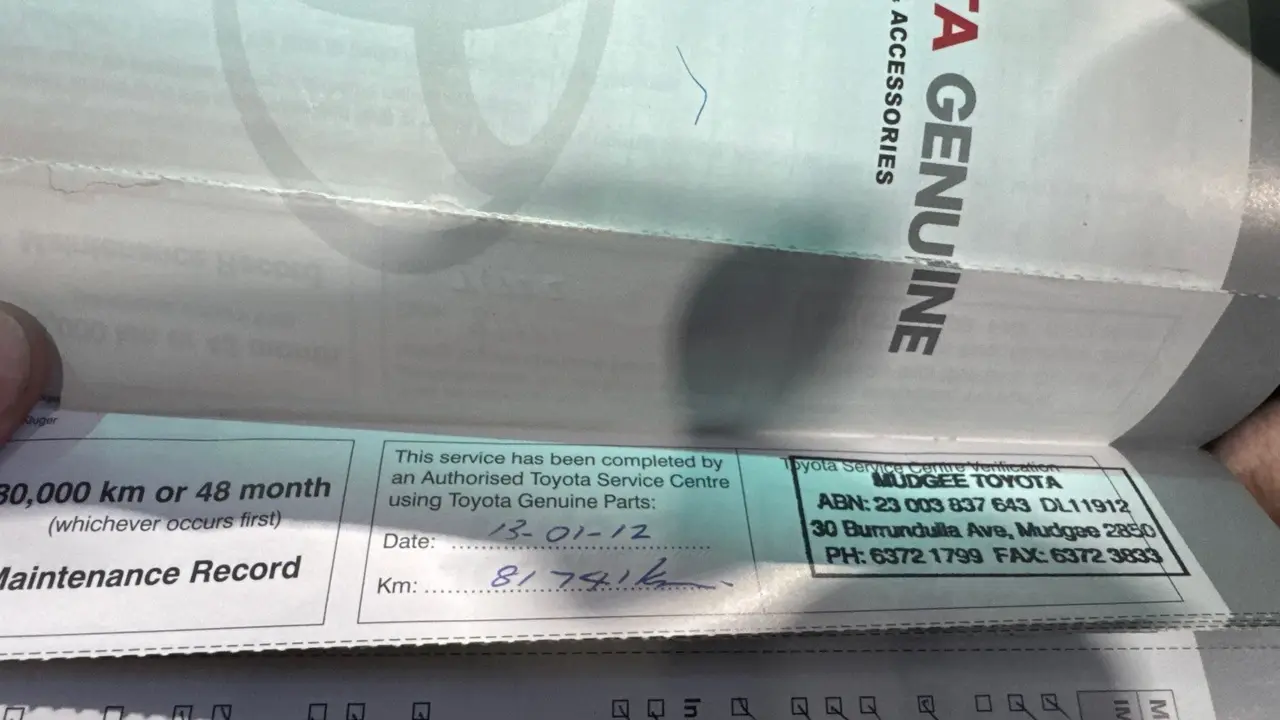 TA GENUINE
ACCESSORIES
80,000 km or 48 month
(whichever occurs first)
Maintenance Record
This service has been completed by
an Authorised Toyota Service Centre
using Toyota Genuine Parts:
Date: 13-01-12
Km: 81741km
Toyota Service Centre Verification
MUDGEE TOYOTA
ABN: 23 003 837 643 DL11912
30 Burrundulla Ave, Mudgee 2850
PH: 6372 1799 FAX: 6372 3833